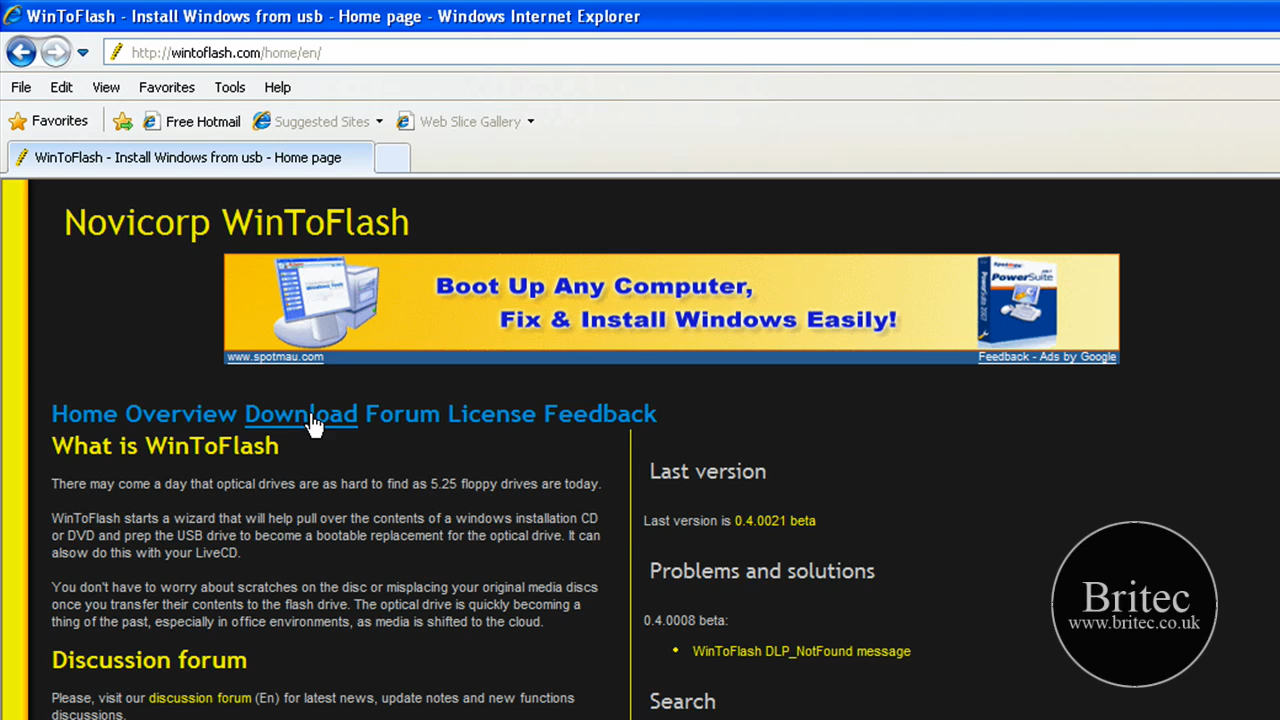 WinToFlash - Install Windows from usb - Home page - Windows Internet Explorer
http://wintoflash.com/home/en/
File Edit View Favorites Tools Help
Favorites Free Hotmail Suggested Sites Web Slice Gallery
WinToFlash - Install Windows from usb - Home page
Novicorp WinToFlash
Boot Up Any Computer,
Fix & Install Windows Easily!
PowerSuite
www.spotmau.com
Feedback - Ads by Google
Home Overview Download Forum License Feedback
What is WinToFlash
There may come a day that optical drives are as hard to find as 5.25 floppy drives are today.
WinToFlash starts a wizard that will help pull over the contents of a windows installation CD
or DVD and prep the USB drive to become a bootable replacement for the optical drive. It can
alsow do this with your LiveCD.
You don't have to worry about scratches on the disc or misplacing your original media discs
once you transfer their contents to the flash drive. The optical drive is quickly becoming a
thing of the past, especially in office environments, as media is shifted to the cloud.
Discussion forum
Please, visit our discussion forum (En) for latest news, update notes and new functions
discussions.
Last version
Last version is 0.4.0021 beta
Problems and solutions
0.4.0008 beta:
• WinToFlash DLP_NotFound message
Search
Britec
www.britec.co.uk